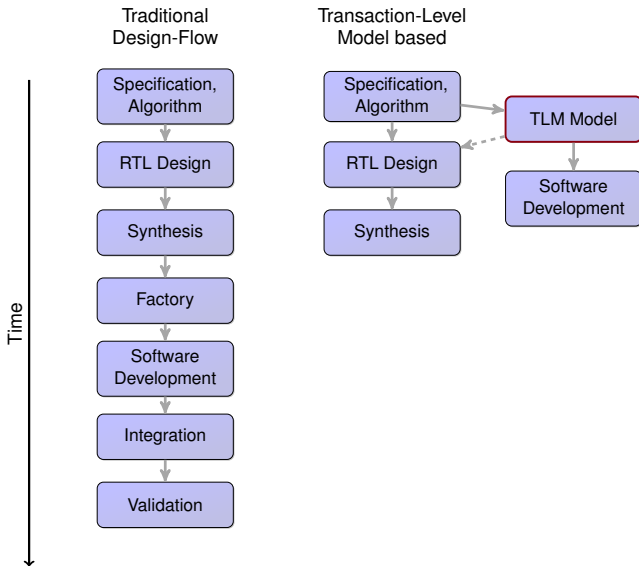 Traditional
Design-Flow
Transaction-Level
Model based
Time
Specification,
Algorithm
RTL Design
Synthesis
Factory
Software
Development
Integration
Validation
Specification,
Algorithm
RTL Design
Synthesis
TLM Model
Software
Development